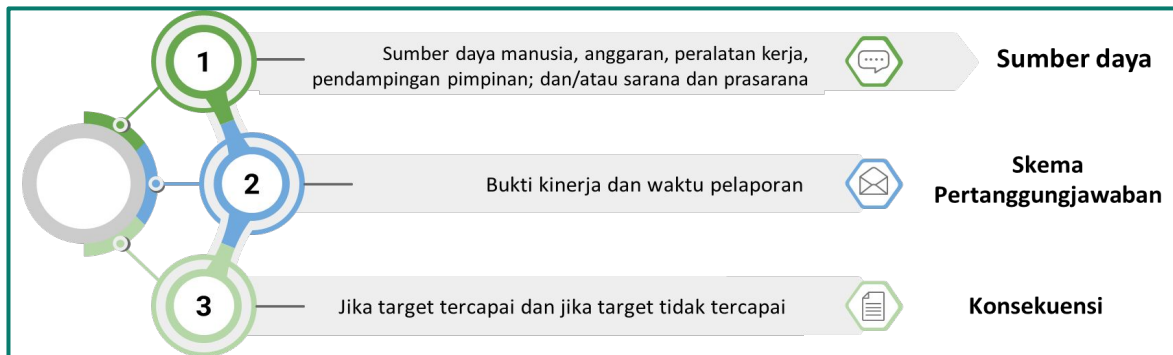 1
Sumber daya manusia, anggaran, peralatan kerja,
pendampingan pimpinan; dan/atau sarana dan prasarana
Sumber daya
2
Bukti kinerja dan waktu pelaporan
Skema
Pertanggungjawaban
3
Jika target tercapai dan jika target tidak tercapai
Konsekuensi